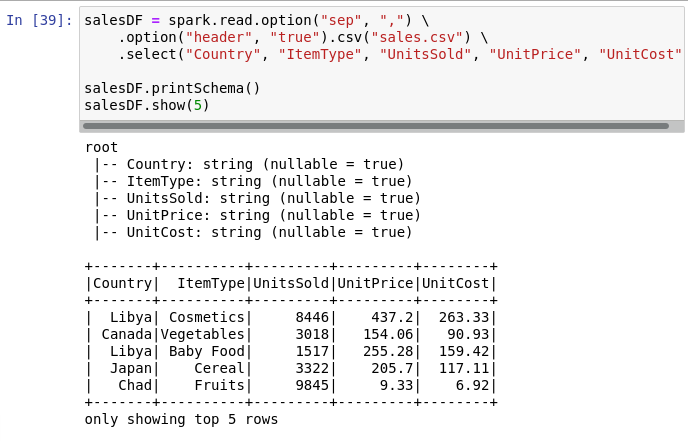 In [39]: salesDF = spark.read.option("sep", ",") \
    .option("header", "true").csv("sales.csv") \
    .select("Country", "ItemType", "UnitsSold", "UnitPrice", "UnitCost"

salesDF.printSchema()
salesDF.show(5)
root
 |-- Country: string (nullable = true)
 |-- ItemType: string (nullable = true)
 |-- UnitsSold: string (nullable = true)
 |-- UnitPrice: string (nullable = true)
 |-- UnitCost: string (nullable = true)

+-------+----------+---------+---------+--------+
|Country|  ItemType|UnitsSold|UnitPrice|UnitCost|
+-------+----------+---------+---------+--------+
|  Libya| Cosmetics|     8446|    437.2|  263.33|
| Canada|Vegetables|     3018|   154.06|   90.93|
|  Libya| Baby Food|     1517|   255.28|  159.42|
|  Japan|    Cereal|     3322|    205.7|  117.11|
|   Chad|    Fruits|     9845|     9.33|    6.92|
+-------+----------+---------+---------+--------+
only showing top 5 rows